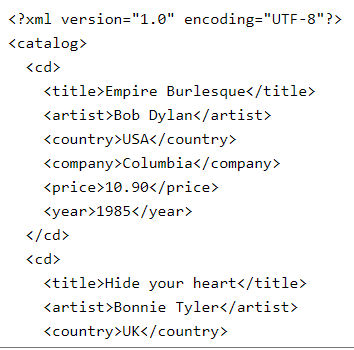 <?xml version="1.0" encoding="UTF-8"?>
<catalog>
  <cd>
    <title>Empire Burlesque</title>
    <artist>Bob Dylan</artist>
    <country>USA</country>
    <company>Columbia</company>
    <price>10.90</price>
    <year>1985</year>
  </cd>
  <cd>
    <title>Hide your heart</title>
    <artist>Bonnie Tyler</artist>
    <country>UK</country>